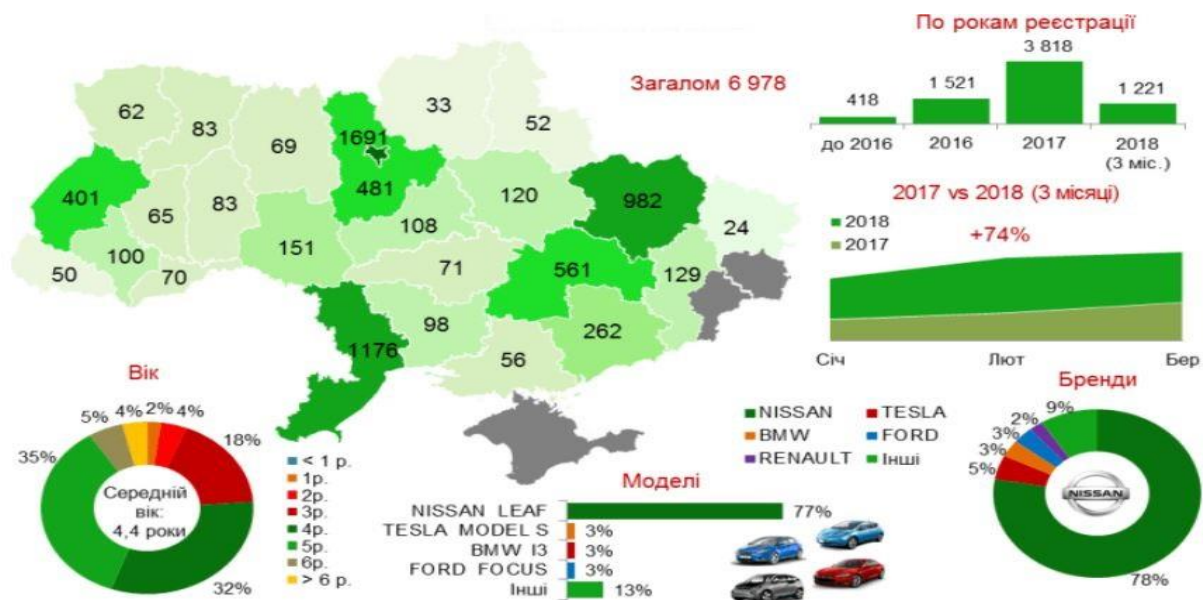 По рокам реєстрації
Загалом 6 978
418
1 521
3 818
1 221
до 2016
2016
2017
2018
(3 міс.)
62
83
69
1691
33
52
401
65
83
481
120
982
24
108
50
100
70
151
71
561
129
1176
98
56
262
2017 vs 2018 (3 місяці)
2018
2017
+74%
Січ
Лют
Бер
Вік
5%
4%
2%
4%
18%
35%
32%
Середній
вік:
4,4 роки
< 1 р.
1р.
2р.
3р.
4р.
5р.
6р.
> 6 р.
Моделі
NISSAN LEAF
77%
TESLA MODEL S
3%
BMW I3
3%
FORD FOCUS
3%
Інші
13%
Бренди
NISSAN
TESLA
BMW
FORD
RENAULT
Інші
9%
2%
3%
3%
5%
78%
NISSAN